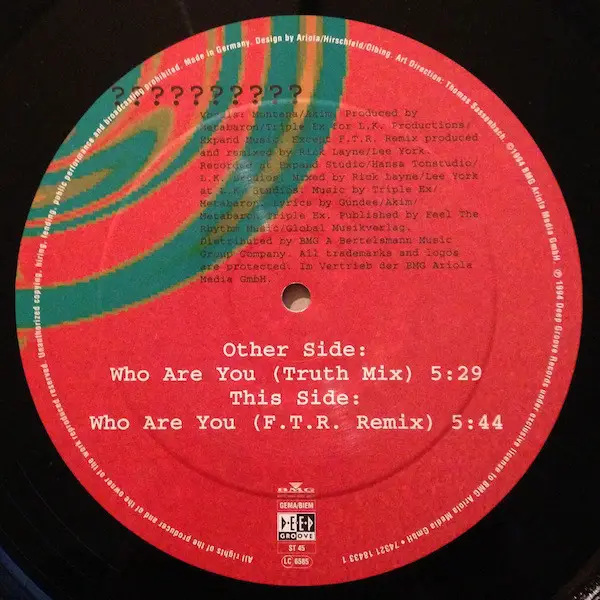 ??????????
Vocals: Montana/Akim. Produced by
Metabaron/Triple Ex for L.K. Productions/
Expand Music. Except F.T.R. Remix produced
and remixed by Rick Layne/Lee York.
Recorded at Expand Studio/Hansa Tonstudio/
L.K. Studios. Mixed by Rick Layne/Lee York
at L.K. Studios. Music by Triple Ex/
Metabaron. Lyrics by Gundee/Akim/
Metabaron/Triple Ex. Published by Feel The
Rhythm Music/Global Musikverlag.
Distributed by BMG A Bertelsmann Music
Group Company. All trademarks and logos
are protected. Im Vertrieb der BMG Ariola
Media GmbH.
Other Side:
Who Are You (Truth Mix) 5:29
This Side:
Who Are You (F.T.R. Remix) 5:44
BMG
GEMA/BIEM
DEEP
GROOVE
ST 45
LC 6585
All rights of the producer and of the owner of the work reproduced reserved. Unauthorized copying, hiring, lending, public performance and broadcasting prohibited. Made in Germany. Design by Ariola/Hirschfeld/Olbing. Art Direction: Thomas Sassenbach. ©1994 BMG Ariola Media GmbH. ℗ 1994 Deep Groove Records under exclusive license to BMG Ariola Media GmbH • 74321 18433 1